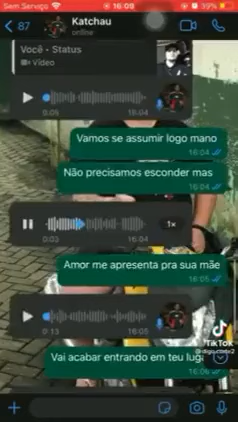 Sem Serviço
16:09
39%
87
Katchau
online
Você - Status
Vídeo
0:05
16:04
Vamos se assumir logo mano
16:04
Não precisamos esconder mas
16:04
1x
0:03
16:04
Amor me apresenta pra sua mãe
16:05
0:13
16:05
TikTok
Vai acabar entrando em teu luga
16:06